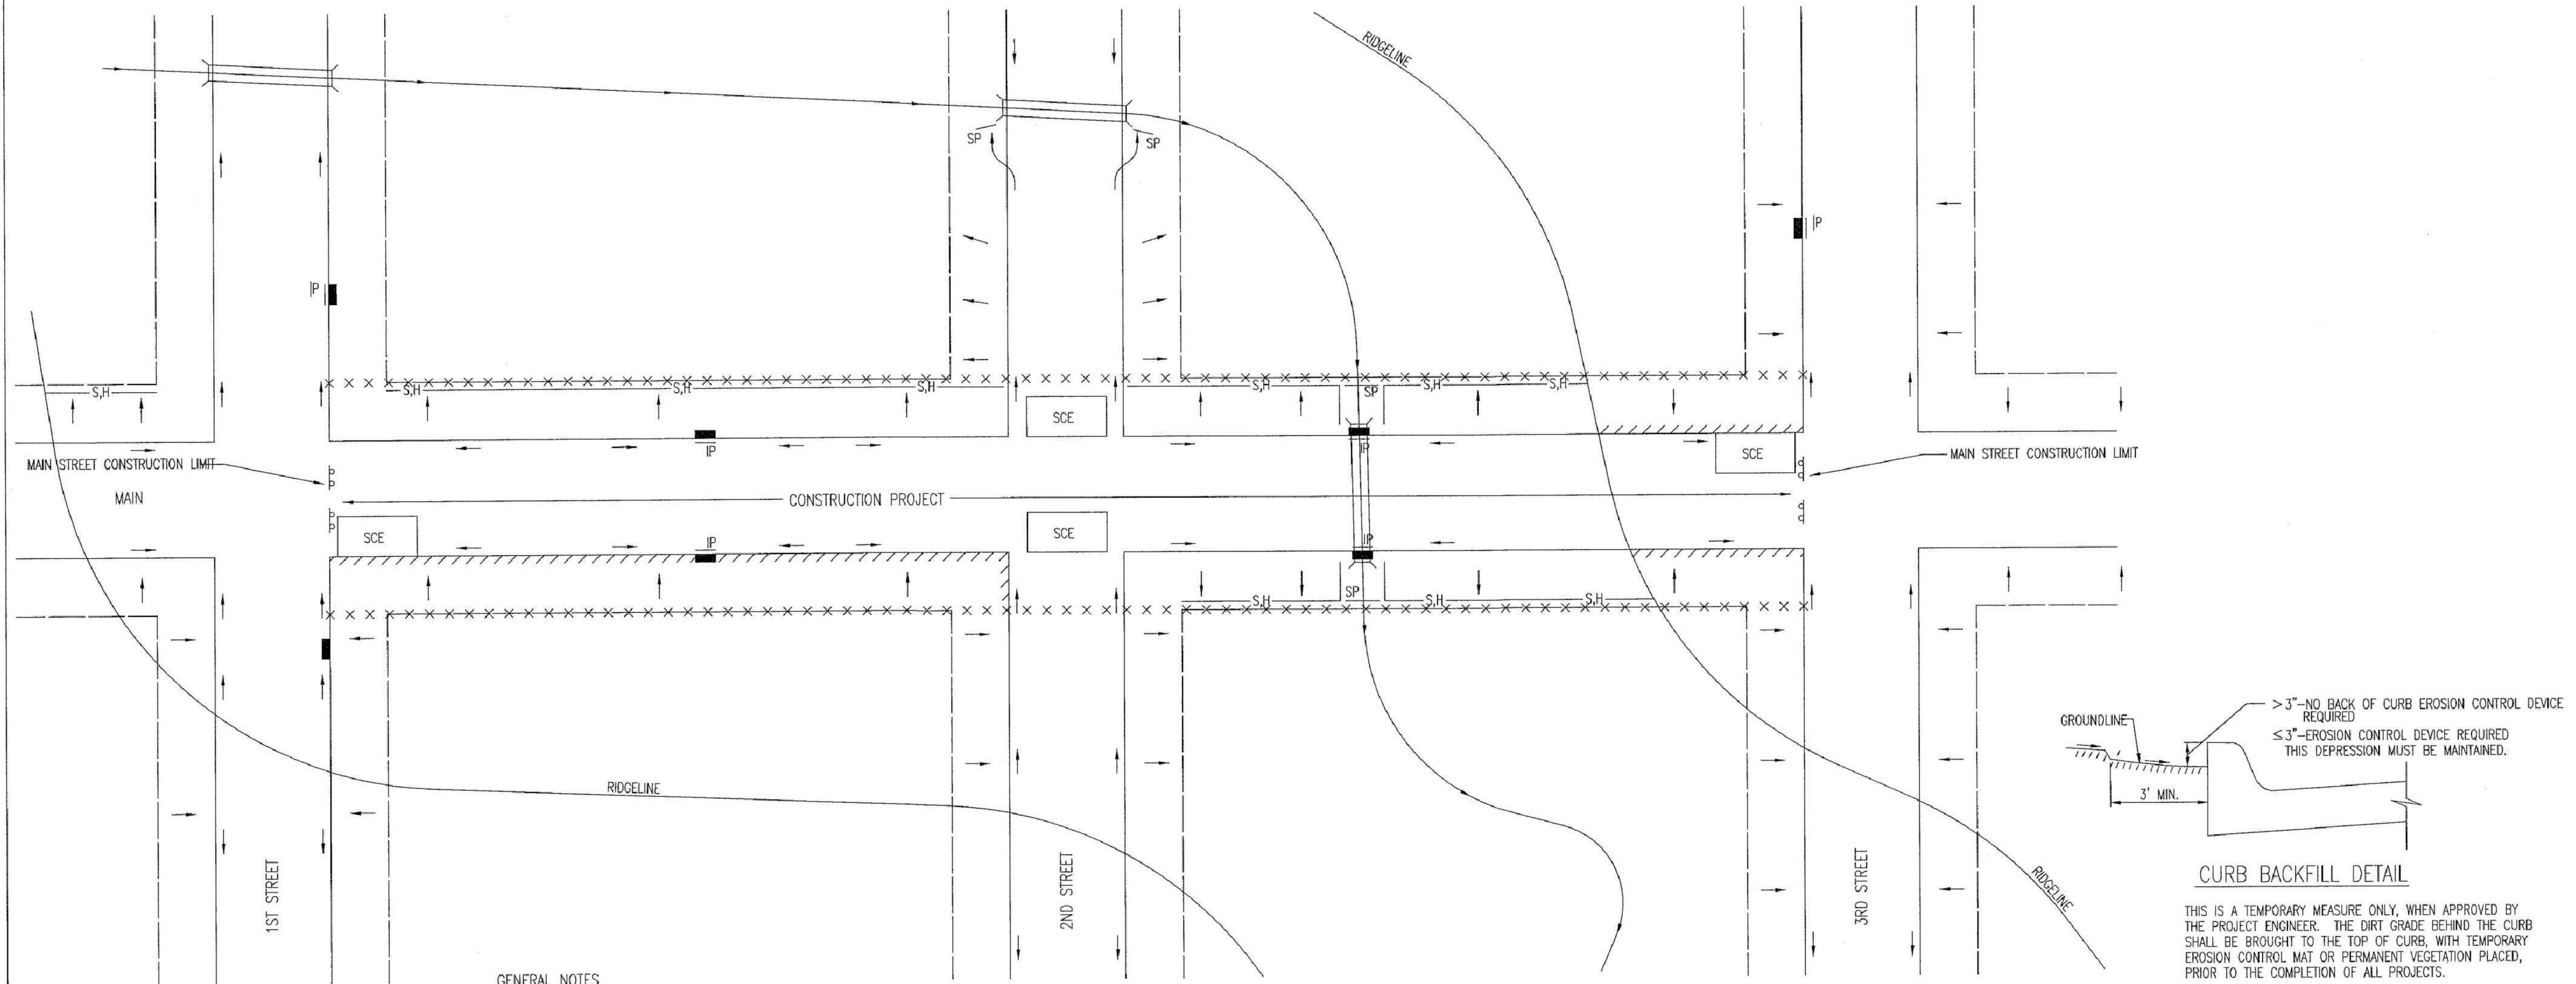 RIDGELINE
SP
SP
IP
IP
S,H
S,H
S,H
S,H
S,H
SP
S,H
S,H
SCE
IP
IP
SCE
MAIN STREET CONSTRUCTION LIMIT
MAIN STREET CONSTRUCTION LIMIT
MAIN
CONSTRUCTION PROJECT
SCE
SCE
IP
IP
SP
S,H
S,H
S,H
RIDGELINE
1ST STREET
2ND STREET
3RD STREET
RIDGELINE
GROUNDLINE
>3"-NO BACK OF CURB EROSION CONTROL DEVICE
REQUIRED
≤3"-EROSION CONTROL DEVICE REQUIRED
THIS DEPRESSION MUST BE MAINTAINED.
3' MIN.
CURB BACKFILL DETAIL
THIS IS A TEMPORARY MEASURE ONLY, WHEN APPROVED BY
THE PROJECT ENGINEER. THE DIRT GRADE BEHIND THE CURB
SHALL BE BROUGHT TO THE TOP OF CURB, WITH TEMPORARY
EROSION CONTROL MAT OR PERMANENT VEGETATION PLACED,
PRIOR TO THE COMPLETION OF ALL PROJECTS.
GENERAL NOTES